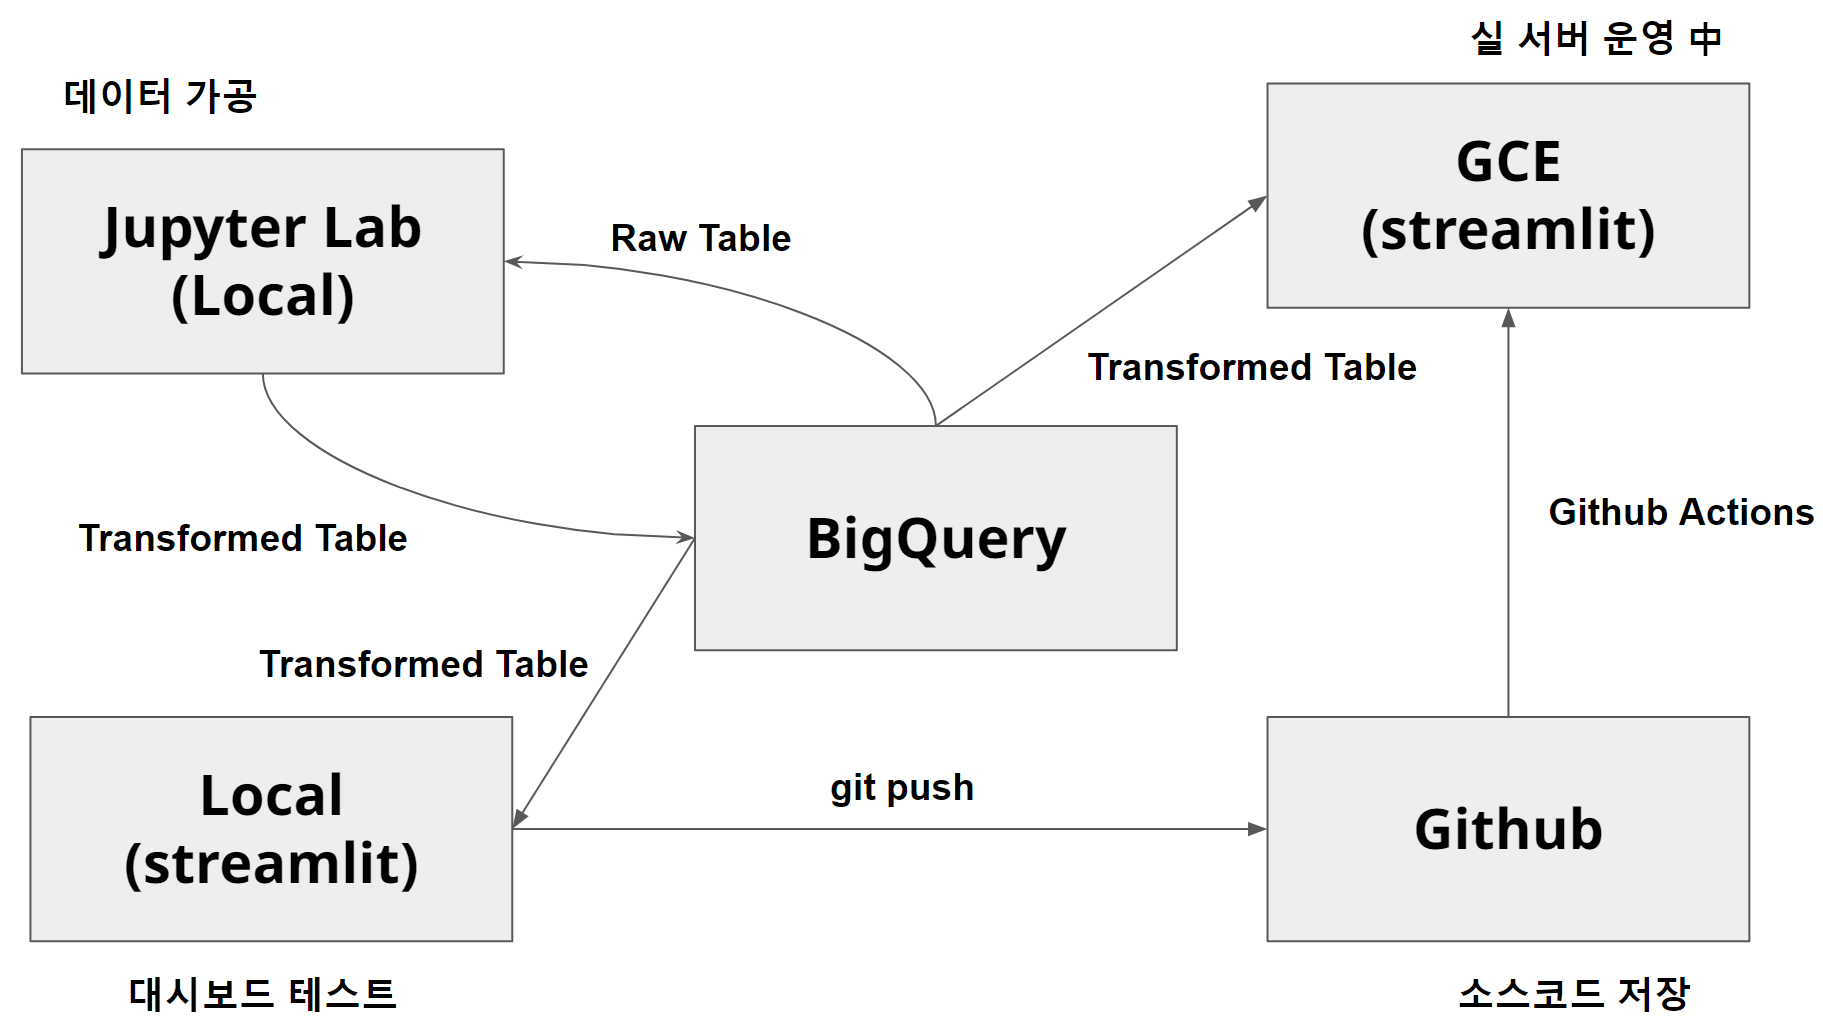 실 서버 운영 中
데이터 가공
GCE
(streamlit)
Jupyter Lab
(Local)
Raw Table
Transformed Table
Github Actions
Transformed Table
BigQuery
Transformed Table
git push
Local
(streamlit)
Github
대시보드 테스트
소스코드 저장